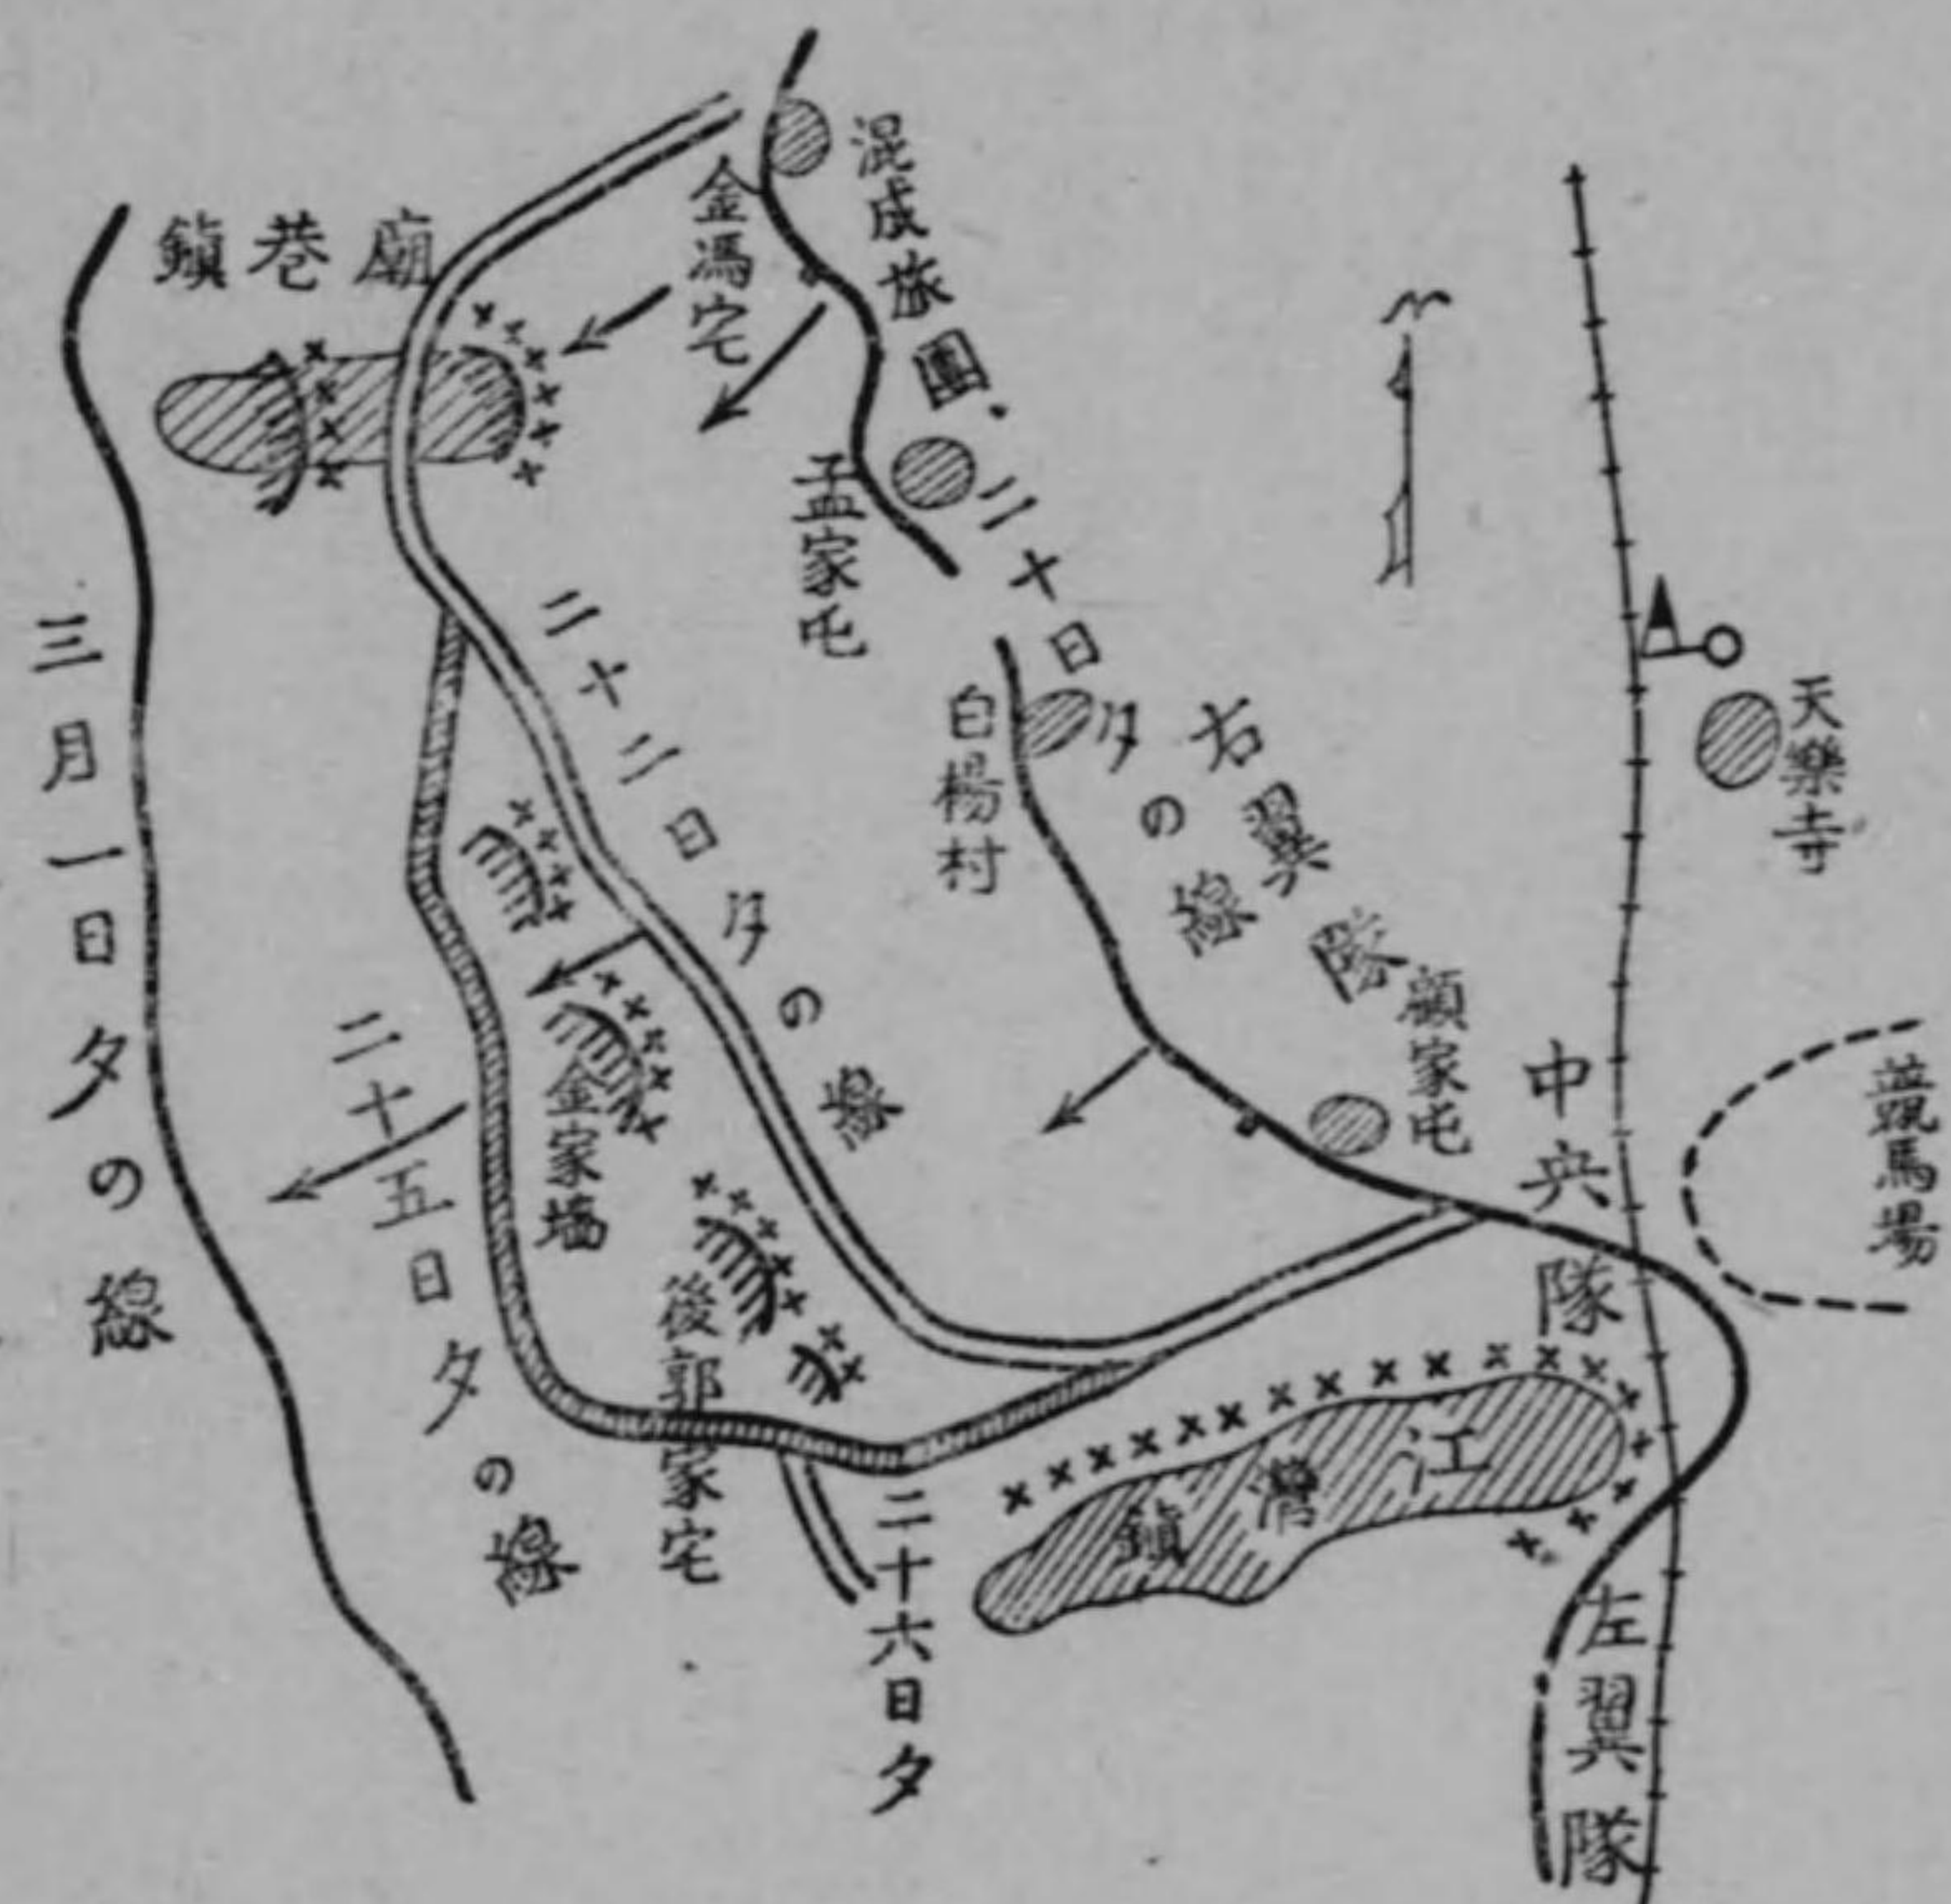 混成旅團
金馮宅
廟巷鎮
孟家屯
二十日夕の線
白楊村
右翼隊
天樂寺
顧家屯
中央隊
競馬場
二十二日夕の線
金家墕
後郭家宅
二十五日夕の線
三月一日夕の線
二十六日夕
江灣鎮
左翼隊